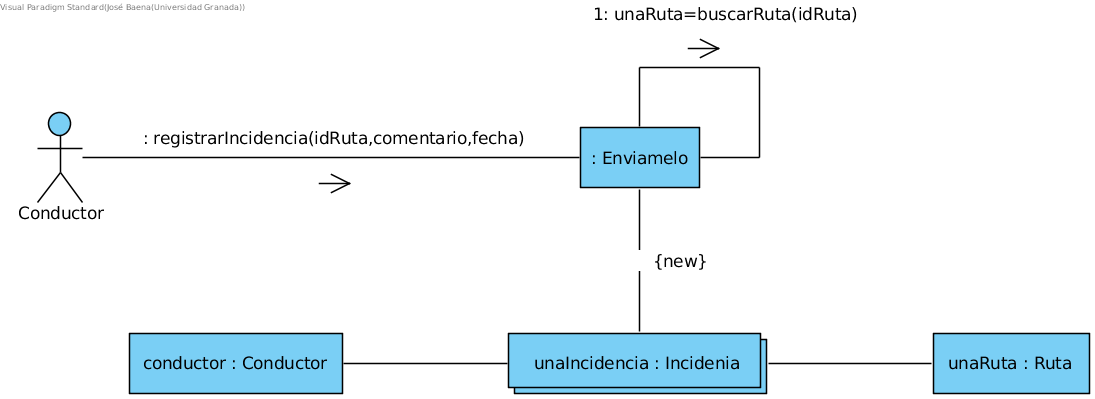 Visual Paradigm Standard(José Baena(Universidad Granada))
1: unaRuta=buscarRuta(idRuta)
: registrarIncidencia(idRuta,comentario,fecha)
: Enviamelo
Conductor
{new}
conductor : Conductor
unaIncidencia : Incidenia
unaRuta : Ruta